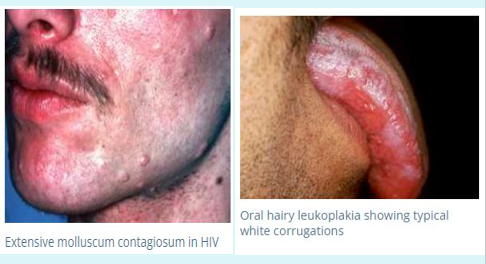 Extensive molluscum contagiosum in HIV
Oral hairy leukoplakia showing typical
white corrugations